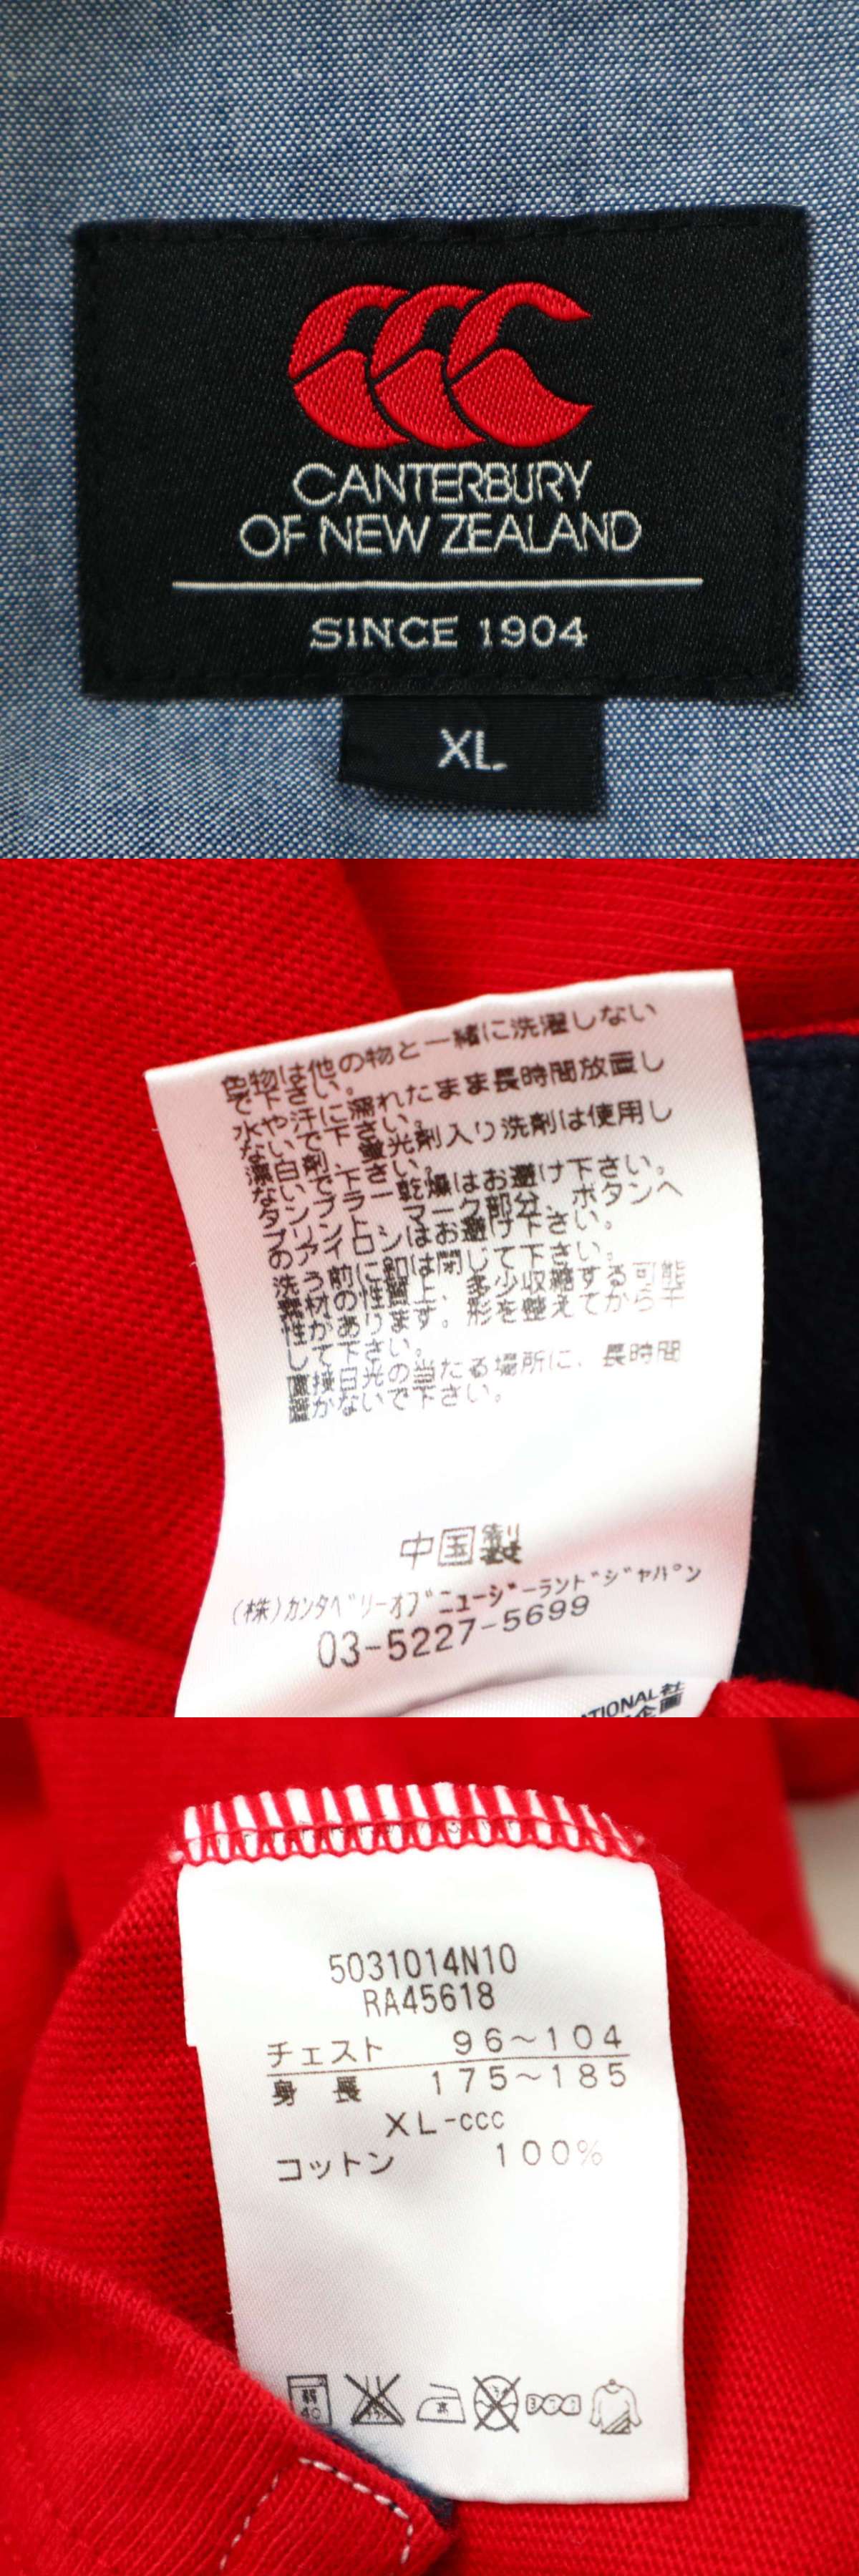 CANTERBURY
OF NEW ZEALAND
SINCE 1904
XL
色物は他の物と一緒に洗濯しない
で下さい。
水や汗に濡れたまま長時間放置し
ないで下さい。
漂白剤、蛍光剤入り洗剤は使用し
ないで下さい。
タンブラー乾燥はお避け下さい。
プリント、マーク部分、ボタンへ
のアイロンはお避け下さい。
洗う前に釦は閉じて下さい。
素材の性質上、多少収縮する可能
性があります。形を整えてから干
して下さい。
直接日光の当たる場所に、長時間
置かないで下さい。
中国製
(株)カンタベリーオブニュージーランドジャパン
03-5227-5699
TIONAL社
企画
5031014N10
RA45618
チェスト 96~104
身 長 175~185
XL-ccc
コットン 100%
弱
40